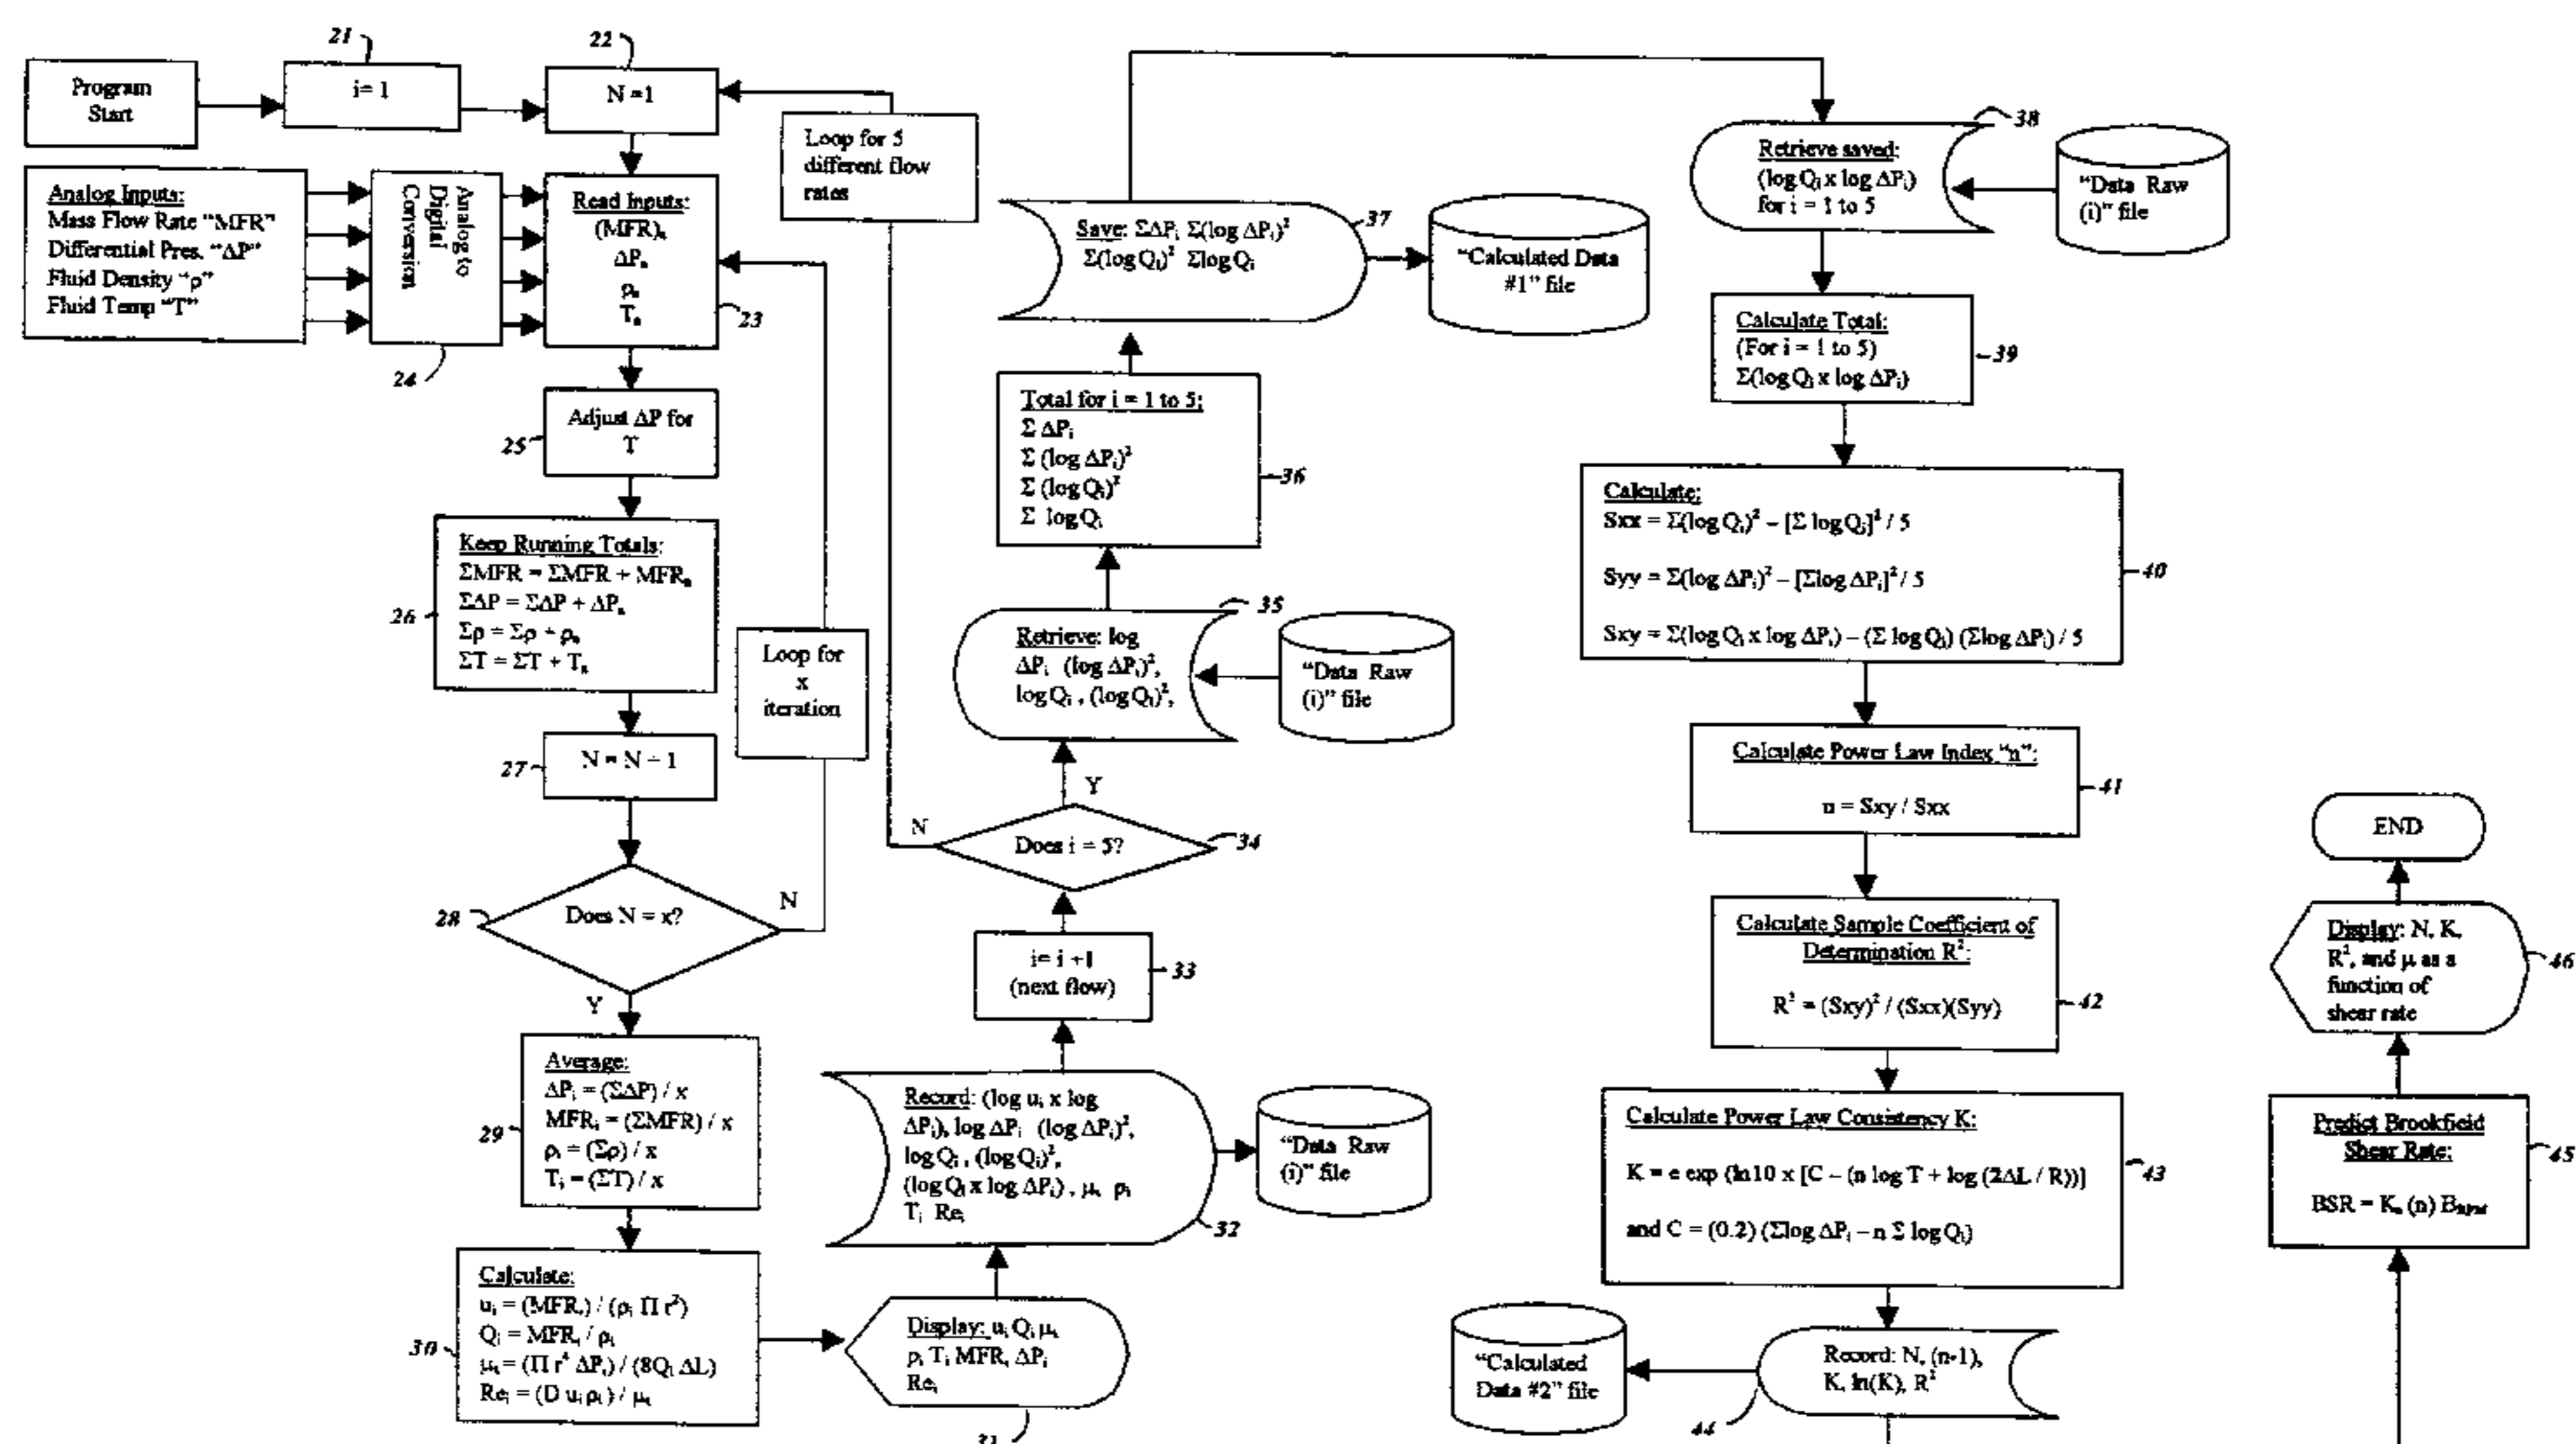 21
22
Program
Start
i= 1
N =1
Loop for 5
different flow
rates
Analog Inputs:
Mass Flow Rate "MFR"
Differential Pres. "ΔP"
Fluid Density "ρ"
Fluid Temp "T"
Analog to
Digital
Conversion
24
Read Inputs:
(MFR)ₙ
ΔPₙ
ρₙ
Tₙ
23
Adjust ΔP for
T
25
Keep Running Totals:
ΣMFR = ΣMFR + MFRₙ
ΣΔP = ΣΔP + ΔPₙ
Σρ = Σρ + ρₙ
ΣT = ΣT + Tₙ
26
Loop for
x
iteration
N = N + 1
27
Does N = x?
28
N
Y
Average:
ΔPᵢ = (ΣΔP) / x
MFRᵢ = (ΣMFR) / x
ρᵢ = (Σρ) / x
Tᵢ = (ΣT) / x
29
Calculate:
uᵢ = (MFRᵢ) / (ρᵢ Π r²)
Qᵢ = MFRᵢ / ρᵢ
μᵢ = (Π r⁴ ΔPᵢ) / (8Qᵢ ΔL)
Reᵢ = (D uᵢ ρᵢ) / μᵢ
30
Display: uᵢ Qᵢ μᵢ
ρᵢ Tᵢ MFRᵢ ΔPᵢ
Reᵢ
31
Record: (log uᵢ x log
ΔPᵢ), log ΔPᵢ (log ΔPᵢ)²,
log Qᵢ , (log Qᵢ)²,
(log Qᵢ x log ΔPᵢ) , μᵢ ρᵢ
Tᵢ Reᵢ
32
"Data Raw
(i)" file
i= i +1
(next flow)
33
Does i = 5?
34
N
Y
Retrieve: log
ΔPᵢ (log ΔPᵢ)²,
log Qᵢ , (log Qᵢ)²,
35
"Data Raw
(i)" file
Total for i = 1 to 5:
Σ ΔPᵢ
Σ (log ΔPᵢ)²
Σ (log Qᵢ)²
Σ log Qᵢ
36
Save: ΣΔPᵢ Σ(log ΔPᵢ)²
Σ(log Qᵢ)² Σlog Qᵢ
37
"Calculated Data
#1" file
Retrieve saved:
(log Qᵢ x log ΔPᵢ)
for i = 1 to 5
38
"Data Raw
(i)" file
Calculate Total:
(For i = 1 to 5)
Σ(log Qᵢ x log ΔPᵢ)
39
Calculate:
Sxx = Σ(log Qᵢ)² – [Σ log Qᵢ]² / 5
Syy = Σ(log ΔPᵢ)² – [Σlog ΔPᵢ]² / 5
Sxy = Σ(log Qᵢ x log ΔPᵢ) – (Σ log Qᵢ) (Σlog ΔPᵢ) / 5
40
Calculate Power Law Index "n":
n = Sxy / Sxx
41
Calculate Sample Coefficient of
Determination R²:
R² = (Sxy)² / (Sxx)(Syy)
42
Calculate Power Law Consistency K:
K = e exp (ln10 x [C – (n log T + log (2ΔL / R))]
and C = (0.2) (Σlog ΔPᵢ – n Σ log Qᵢ)
43
Record: N, (n-1),
K, ln(K), R²
44
"Calculated
Data #2" file
END
Display: N, K,
R², and μ as a
function of
shear rate
46
Predict Brookfield
Shear Rate:
BSR = Kₙ (n) B
45